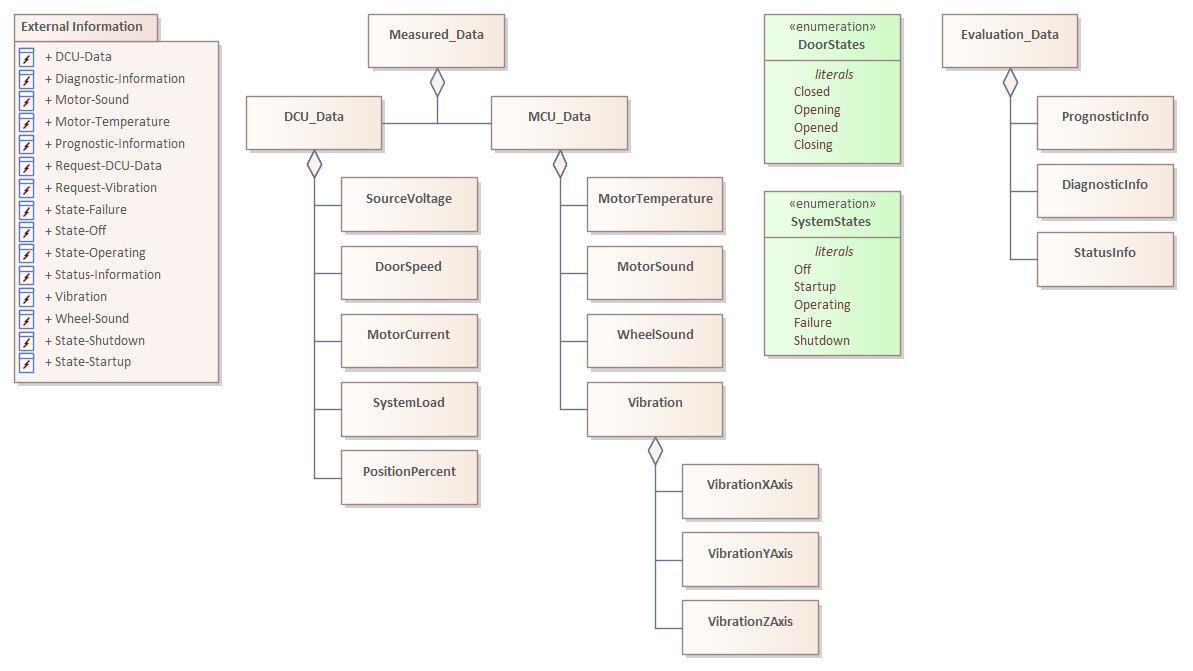 External Information
+ DCU-Data
+ Diagnostic-Information
+ Motor-Sound
+ Motor-Temperature
+ Prognostic-Information
+ Request-DCU-Data
+ Request-Vibration
+ State-Failure
+ State-Off
+ State-Operating
+ Status-Information
+ Vibration
+ Wheel-Sound
+ State-Shutdown
+ State-Startup
Measured_Data
DCU_Data
MCU_Data
SourceVoltage
DoorSpeed
MotorCurrent
SystemLoad
PositionPercent
MotorTemperature
MotorSound
WheelSound
Vibration
VibrationXAxis
VibrationYAxis
VibrationZAxis
«enumeration»
DoorStates
literals
Closed
Opening
Opened
Closing
«enumeration»
SystemStates
literals
Off
Startup
Operating
Failure
Shutdown
Evaluation_Data
PrognosticInfo
DiagnosticInfo
StatusInfo